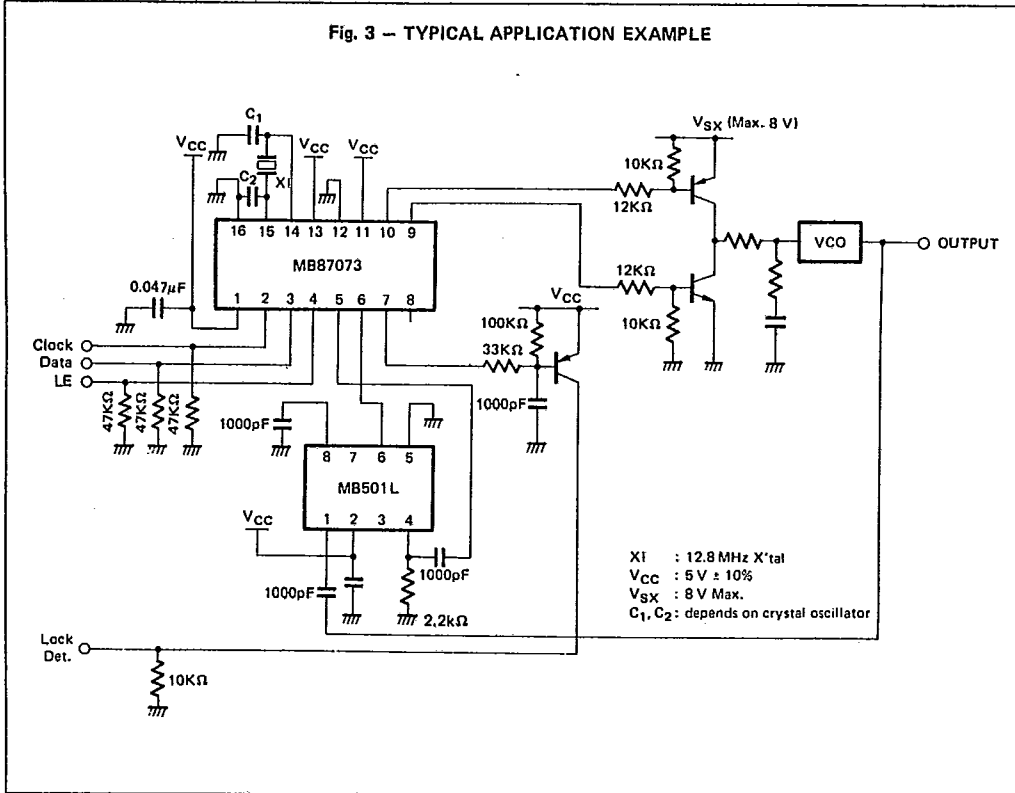 Fig. 3 — TYPICAL APPLICATION EXAMPLE
C1
VCC
VCC
VCC
C2
XI
VSX (Max. 8 V)
10KΩ
12KΩ
16 15 14 13 12 11 10 9
MB87073
1 2 3 4 5 6 7 8
VCO
OUTPUT
0.047μF
12KΩ
10KΩ
VCC
100KΩ
33KΩ
1000pF
Clock
Data
LE
47KΩ
47KΩ
47KΩ
1000pF
8 7 6 5
MB501L
1 2 3 4
VCC
1000pF
1000pF
2.2kΩ
XI : 12.8 MHz X'tal
VCC : 5 V ± 10%
VSX : 8 V Max.
C1, C2 : depends on crystal oscillator
Lock
Det.
10KΩ